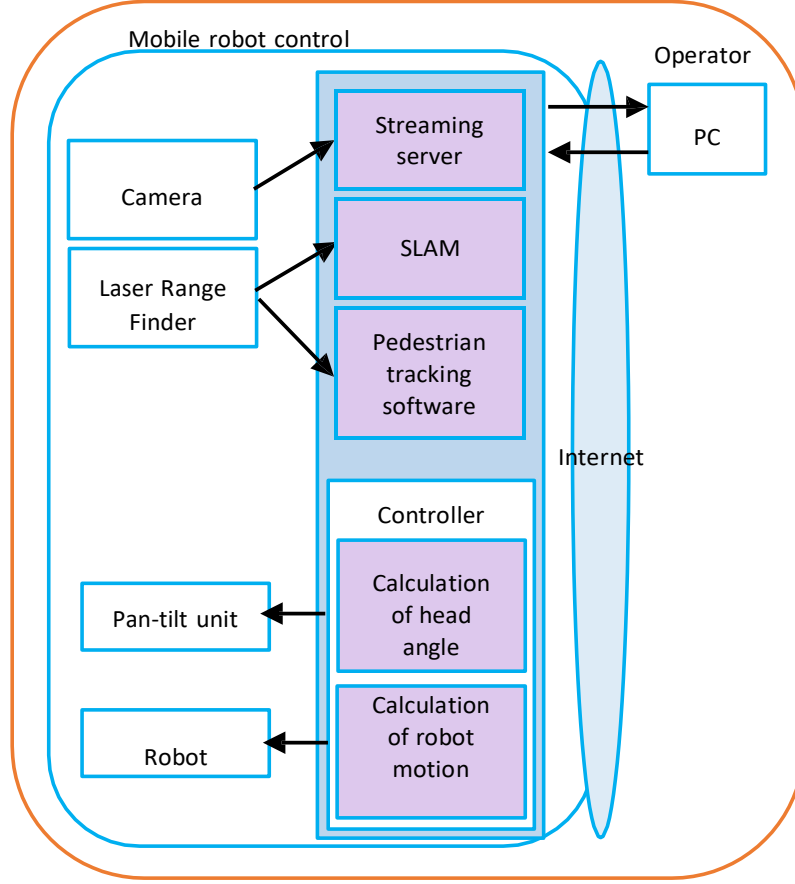 Mobile robot control
Operator
Streaming
server
PC
Camera
SLAM
Laser Range
Finder
Pedestrian
tracking
software
Internet
Controller
Calculation
of head
angle
Pan-tilt unit
Calculation
of robot
motion
Robot